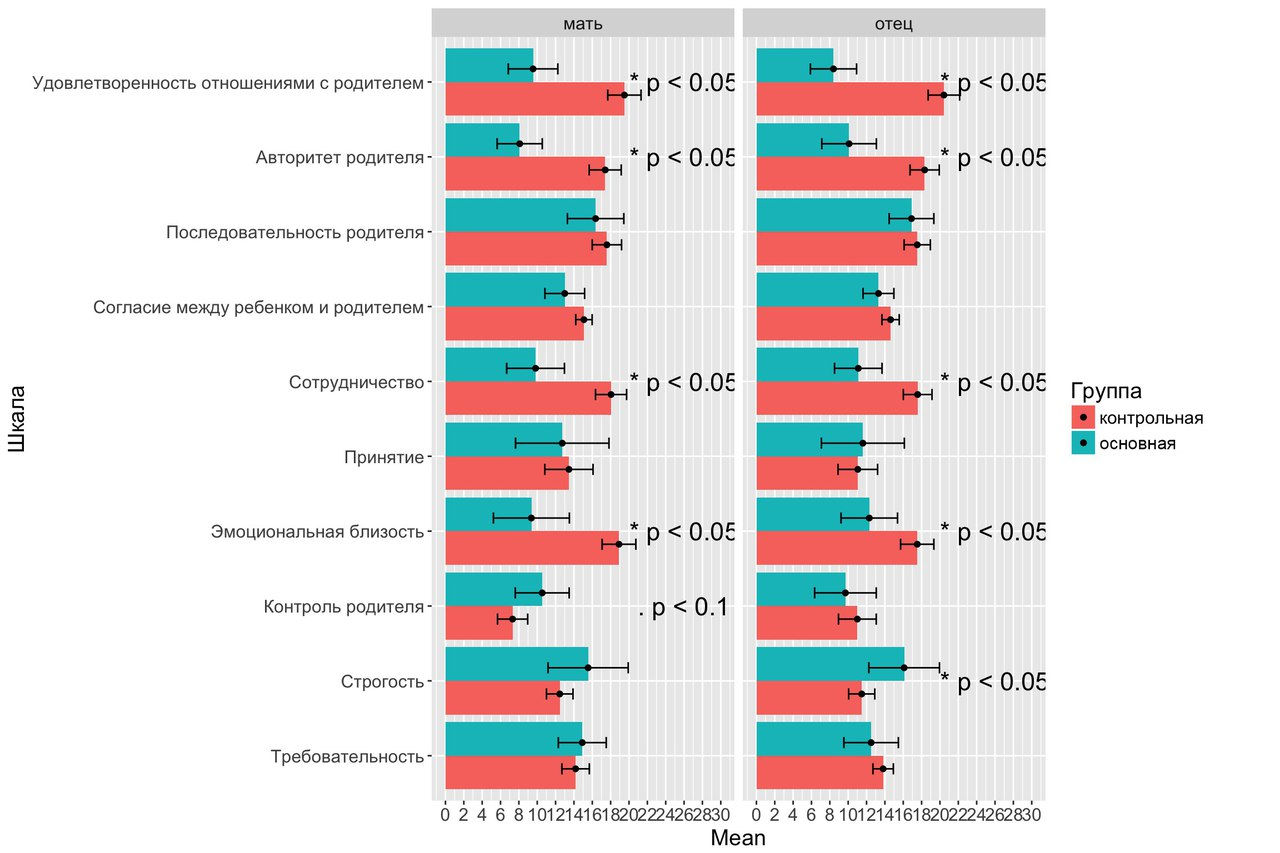 мать
отец
Удовлетворенность отношениями с родителем
* p < 0.05
* p < 0.05
Авторитет родителя
* p < 0.05
* p < 0.05
Последовательность родителя
Согласие между ребенком и родителем
Сотрудничество
* p < 0.05
* p < 0.05
Принятие
Эмоциональная близость
* p < 0.05
* p < 0.05
Контроль родителя
. p < 0.1
Строгость
* p < 0.05
Требовательность
0 2 4 6 8 10 12 14 16 18 20 22 24 26 28 30
0 2 4 6 8 10 12 14 16 18 20 22 24 26 28 30
Mean
Шкала
Группа
контрольная
основная